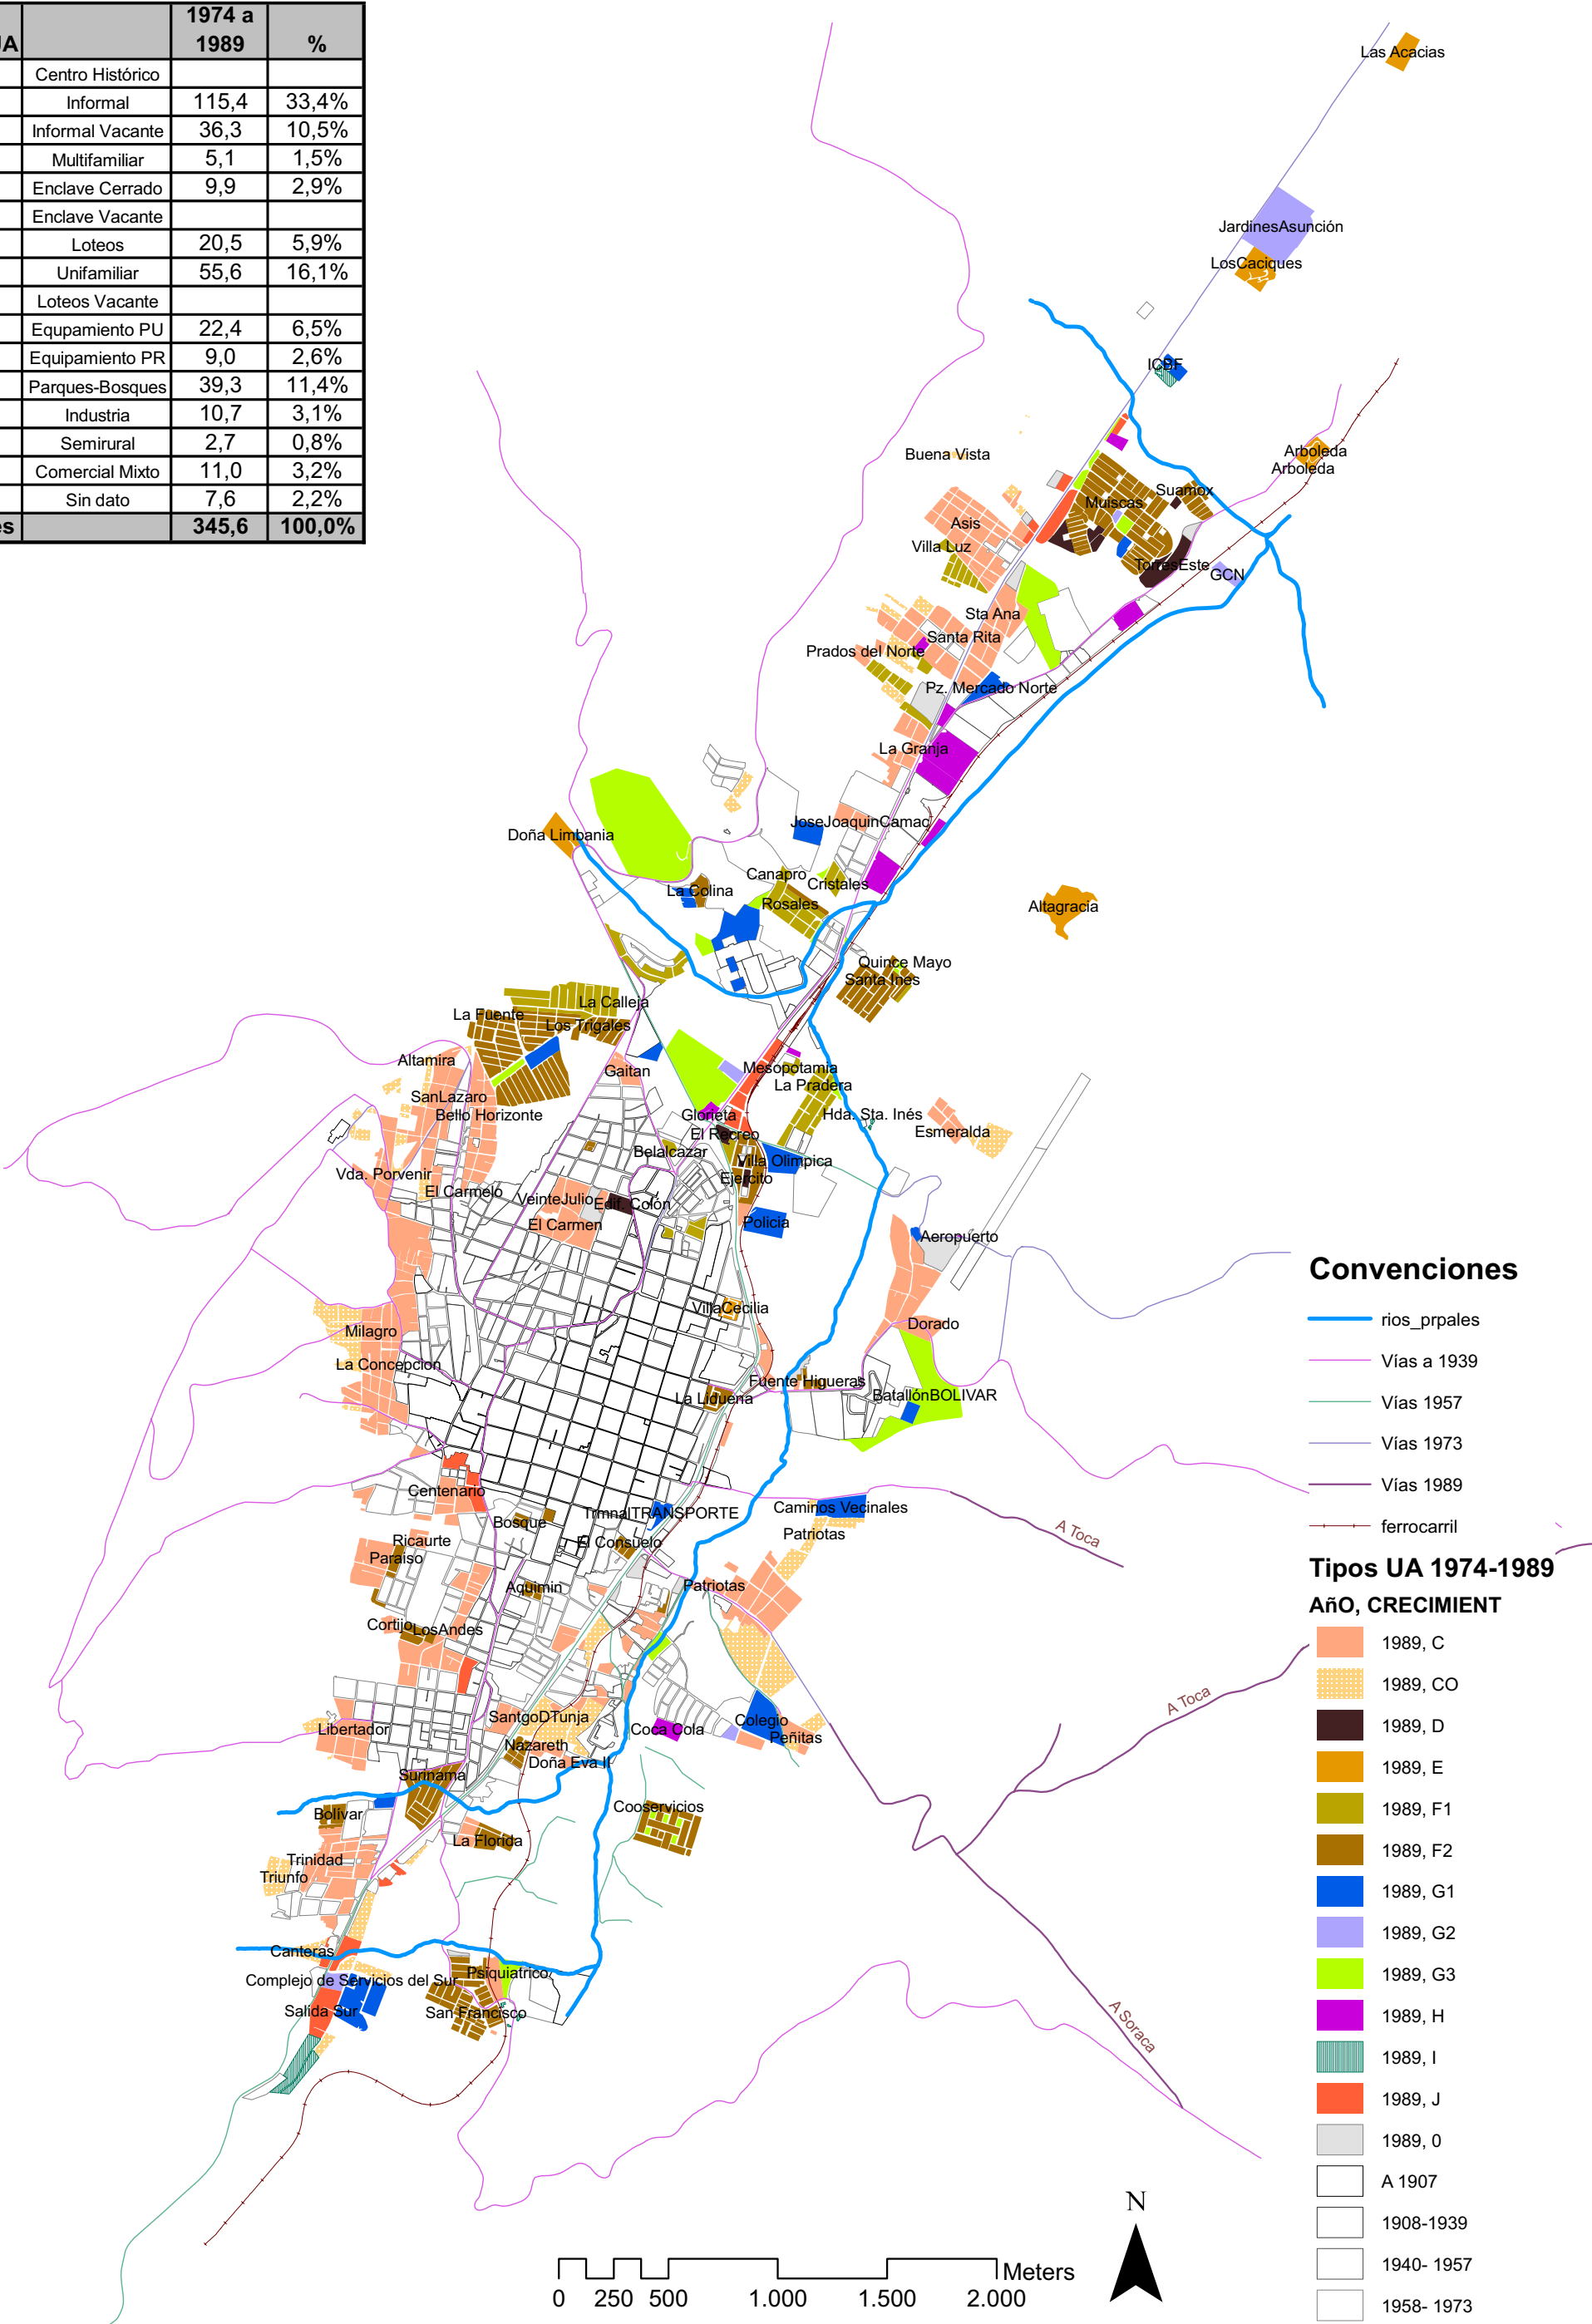 1974 a
UA 1989 %
Centro Histórico
Informal 115,4 33,4%
Informal Vacante 36,3 10,5%
Multifamiliar 5,1 1,5%
Enclave Cerrado 9,9 2,9%
Enclave Vacante
Loteos 20,5 5,9%
Unifamiliar 55,6 16,1%
Loteos Vacante
Equpamiento PU 22,4 6,5%
Equipamiento PR 9,0 2,6%
Parques-Bosques 39,3 11,4%
Industria 10,7 3,1%
Semirural 2,7 0,8%
Comercial Mixto 11,0 3,2%
Sin dato 7,6 2,2%
es 345,6 100,0%
Las Acacias
JardinesAsunción
LosCaciques
ICBF
Buena Vista
Arboleda
Arboleda
Suamox
Muiscas
Asis
Villa Luz
TorresEste
GCN
Sta Ana
Santa Rita
Prados del Norte
Pz. Mercado Norte
La Granja
JoseJoaquinCamac
Doña Limbania
Canapro
Cristales
La Colina
Rosales
Altagracia
Quince Mayo
Santa Ines
La Calleja
La Fuente
Los Trigales
Altamira
Gaitan
Mesopotamia
La Pradera
SanLazaro
Bello Horizonte
Glorieta
Hda. Sta. Inés
El Recreo
Esmeralda
Belalcazar
Villa Olimpica
Vda. Porvenir
Ejercito
El Carmelo
VeinteJulio
Edif. Colón
El Carmen
Policia
Aeropuerto
VillaCecilia
Dorado
Milagro
La Concepcion
Fuente Higueras
La Liquena
BatallónBOLIVAR
Centenario
Caminos Vecinales
TrmnalTRANSPORTE
Bosque
Patriotas
A Toca
Ricaurte
El Consuelo
Paraiso
Aquimin
Patriotas
Cortijo
LosAndes
A Toca
SantgoDTunja
Libertador
Coca Cola
Colegio
Peñitas
Nazareth
Doña Eva II
Surinama
Cooservicios
Bolívar
La Florida
Trinidad
Triunfo
Canteras
Psiquiatrico
Complejo de Servicios del Sur
Salida Sur
San Francisco
A Soraca
Convenciones
rios_prpales
Vías a 1939
Vías 1957
Vías 1973
Vías 1989
ferrocarril
Tipos UA 1974-1989
AñO, CRECIMIENT
1989, C
1989, CO
1989, D
1989, E
1989, F1
1989, F2
1989, G1
1989, G2
1989, G3
1989, H
1989, I
1989, J
1989, 0
A 1907
1908-1939
1940- 1957
1958- 1973
N
Meters
0 250 500 1.000 1.500 2.000